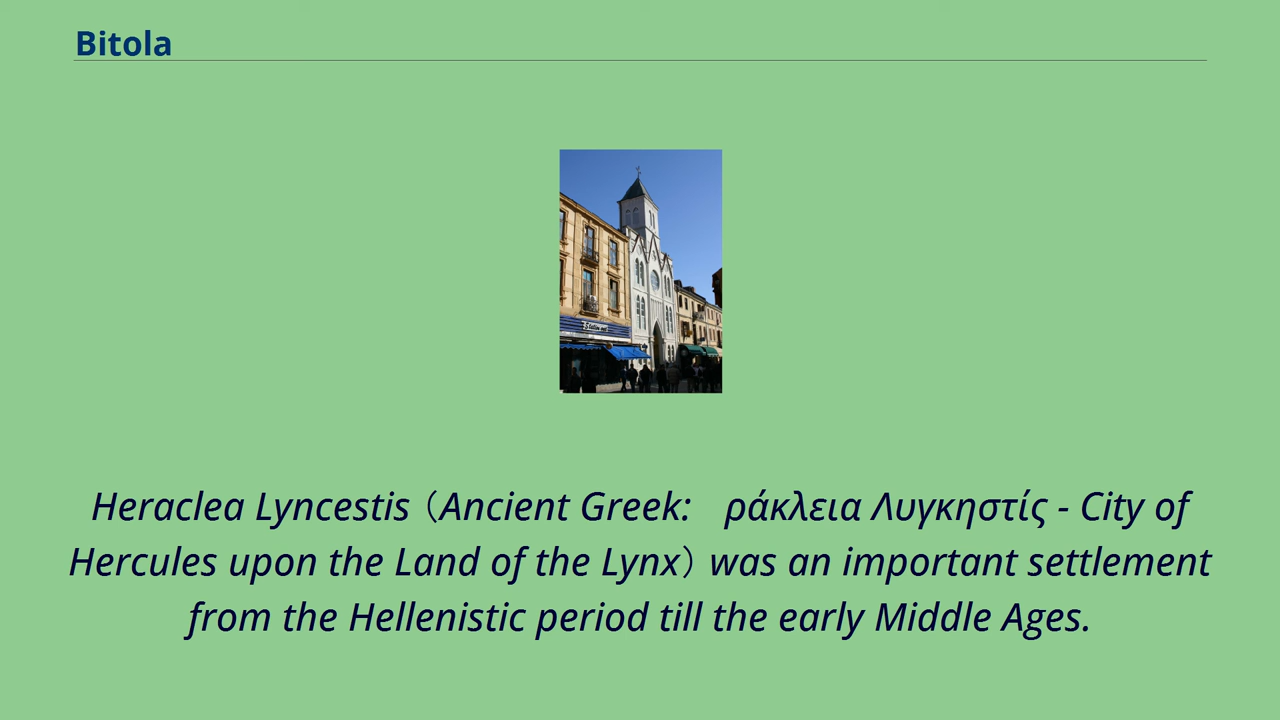 Bitola
Heraclea Lyncestis (Ancient Greek: ράκλεια Λυγκηστίς - City of
Hercules upon the Land of the Lynx) was an important settlement
from the Hellenistic period till the early Middle Ages.